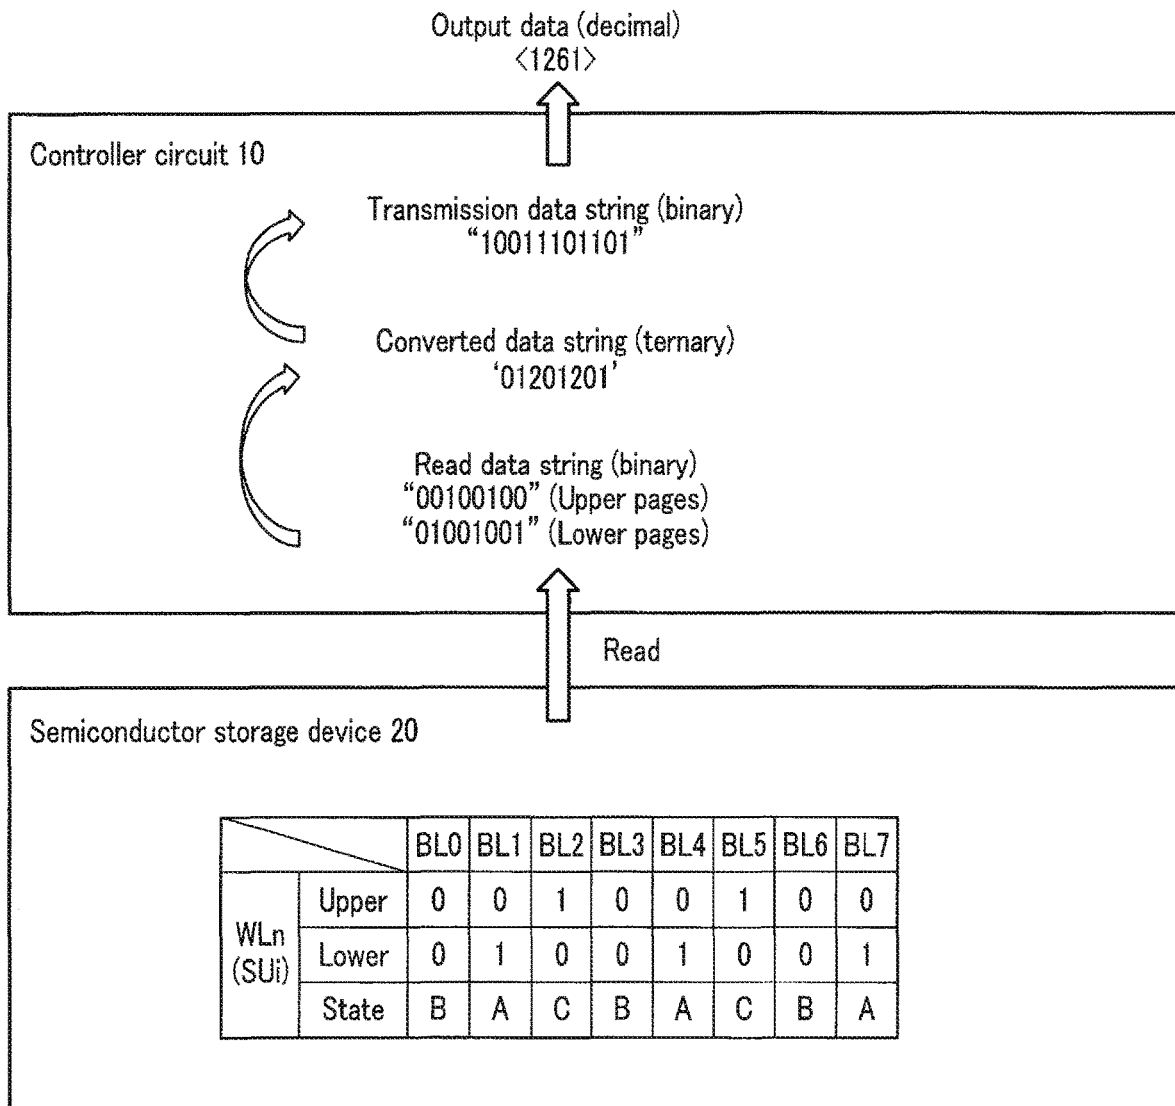 Output data (decimal)
〈1261〉
Controller circuit 10
Transmission data string (binary)
“10011101101”
Converted data string (ternary)
‘01201201’
Read data string (binary)
“00100100” (Upper pages)
“01001001” (Lower pages)
Read
Semiconductor storage device 20
BL0 BL1 BL2 BL3 BL4 BL5 BL6 BL7
WLn (SUi)
Upper 0 0 1 0 0 1 0 0
Lower 0 1 0 0 1 0 0 1
State B A C B A C B A